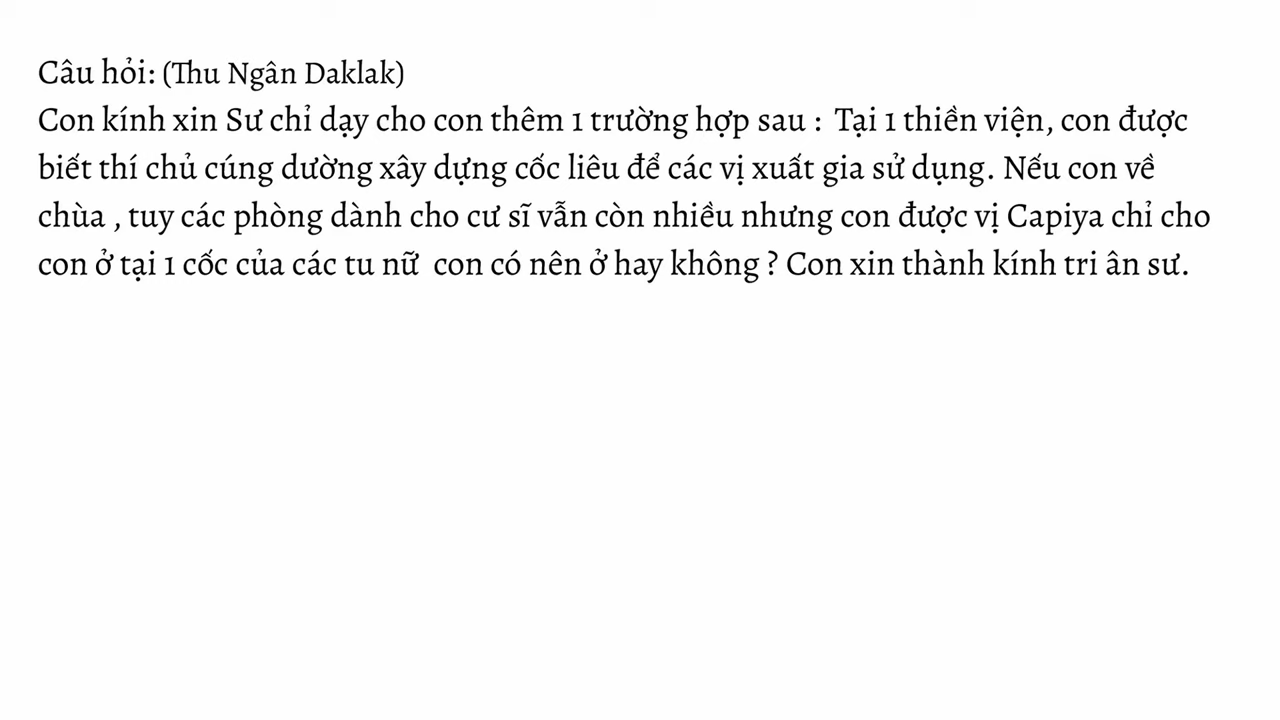 Câu hỏi: (Thu Ngân Daklak)
Con kính xin Sư chỉ dạy cho con thêm 1 trường hợp sau : Tại 1 thiền viện, con được
biết thí chủ cúng dường xây dựng cốc liêu để các vị xuất gia sử dụng. Nếu con về
chùa , tuy các phòng dành cho cư sĩ vẫn còn nhiều nhưng con được vị Capiya chỉ cho
con ở tại 1 cốc của các tu nữ con có nên ở hay không ? Con xin thành kính tri ân sư.